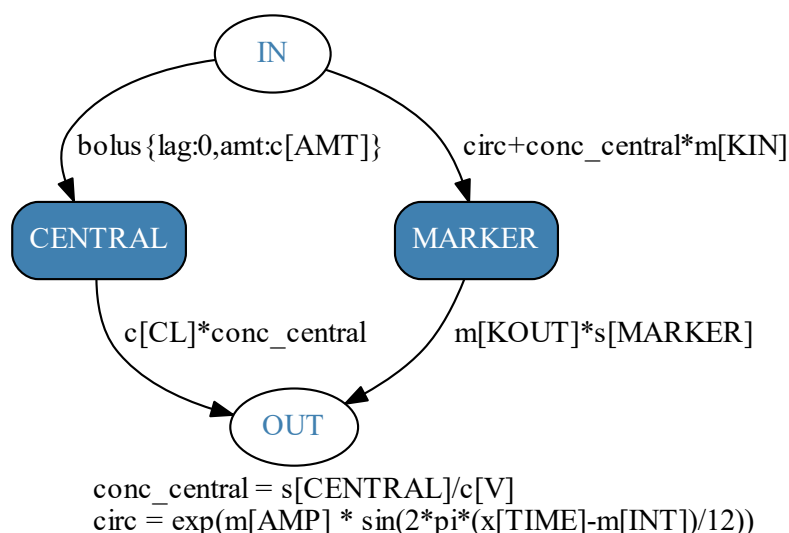 IN
bolus{lag:0,amt:c[AMT]}
circ+conc_central*m[KIN]
CENTRAL
MARKER
c[CL]*conc_central
m[KOUT]*s[MARKER]
OUT
conc_central = s[CENTRAL]/c[V]
circ = exp(m[AMP] * sin(2*pi*(x[TIME]-m[INT])/12))